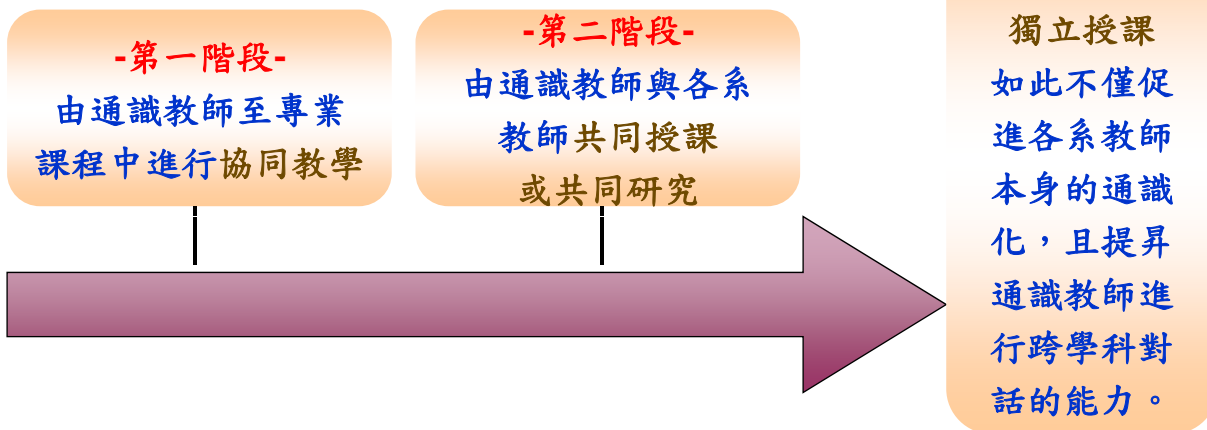 -第一階段-
由通識教師至專業
課程中進行協同教學
-第二階段-
由通識教師與各系
教師共同授課
或共同研究
獨立授課
如此不僅促
進各系教師
本身的通識
化，且提昇
通識教師進
行跨學科對
話的能力。